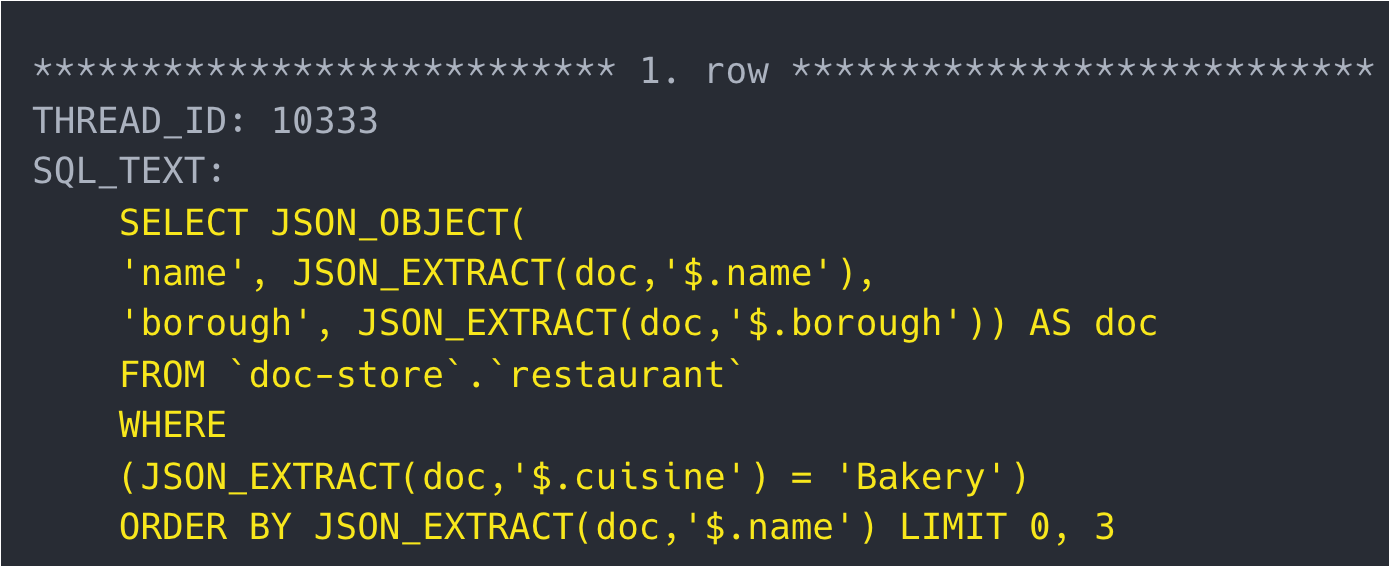 *************************** 1. row ***************************
THREAD_ID: 10333
SQL_TEXT:
    SELECT JSON_OBJECT(
    'name', JSON_EXTRACT(doc,'$.name'),
    'borough', JSON_EXTRACT(doc,'$.borough')) AS doc
    FROM `doc-store`.`restaurant`
    WHERE
    (JSON_EXTRACT(doc,'$.cuisine') = 'Bakery')
    ORDER BY JSON_EXTRACT(doc,'$.name') LIMIT 0, 3